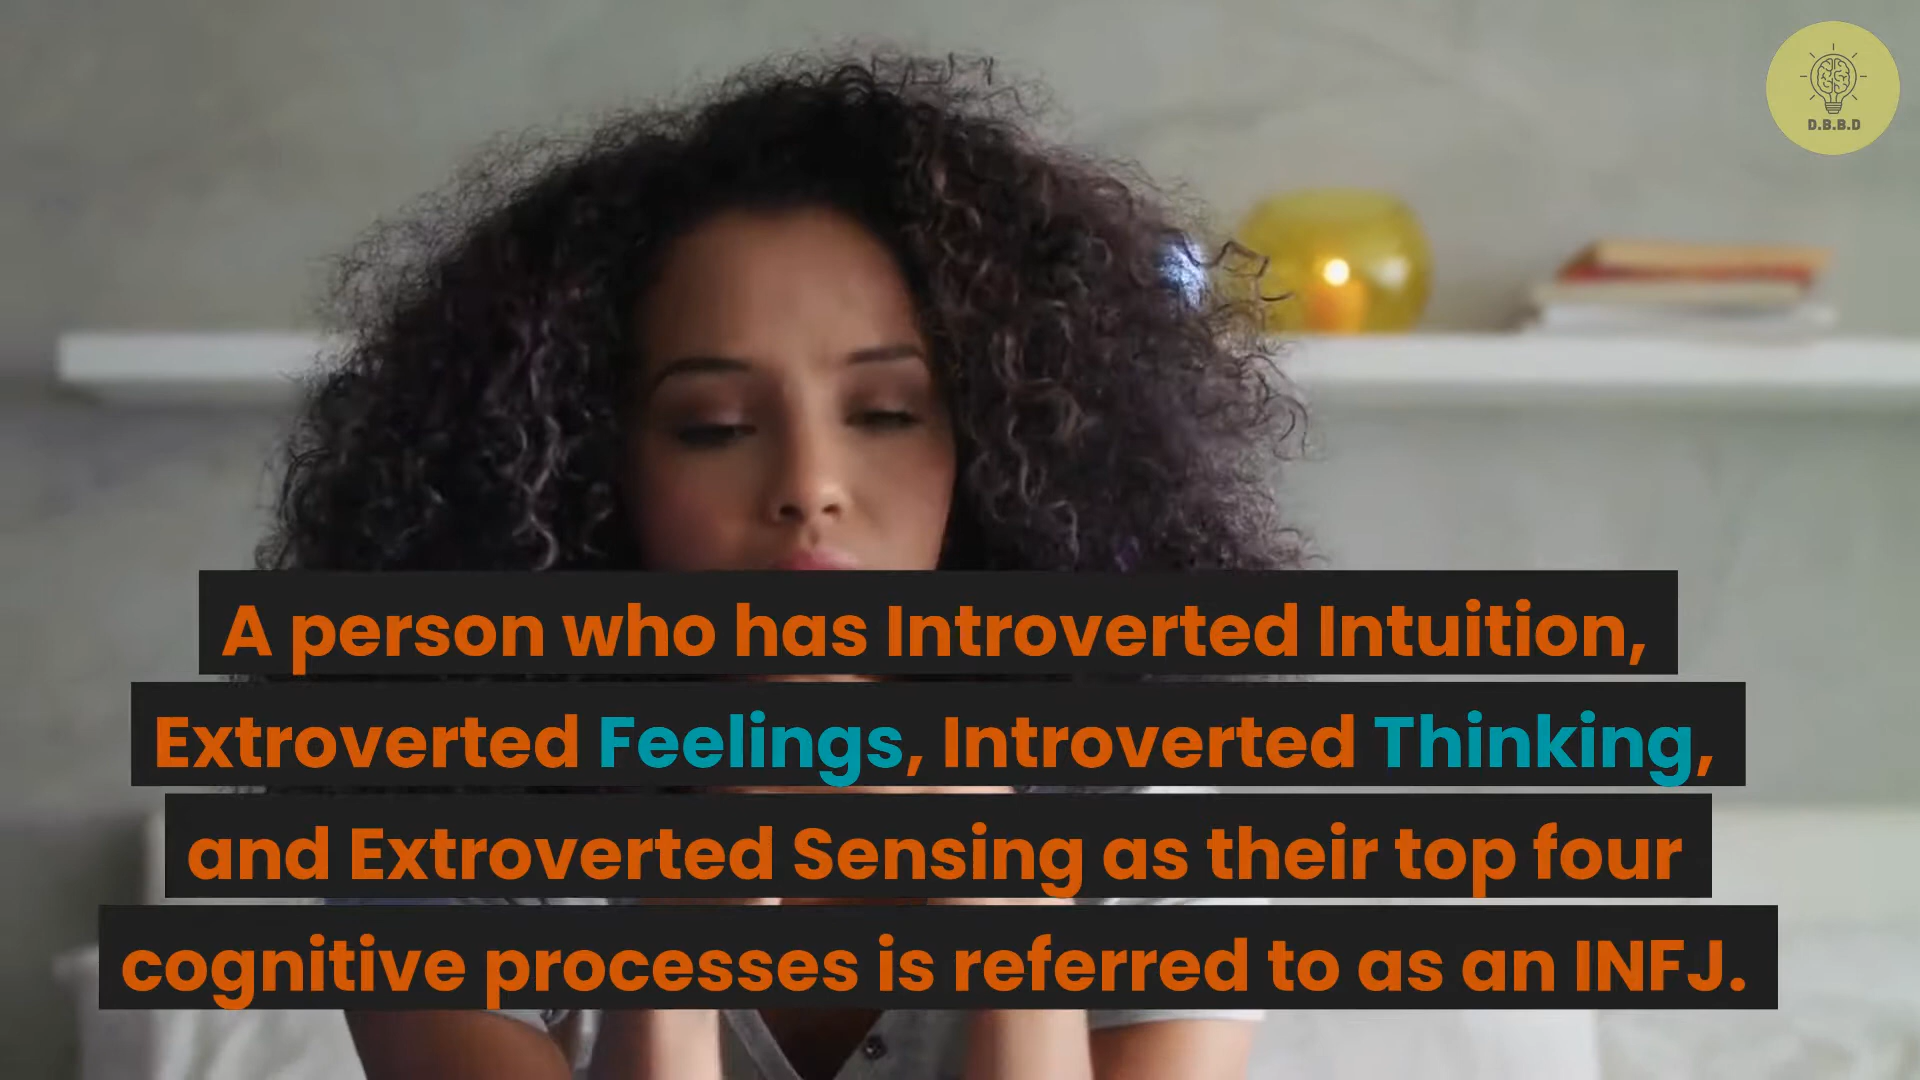 D.B.B.D
A person who has Introverted Intuition,
Extroverted Feelings, Introverted Thinking,
and Extroverted Sensing as their top four
cognitive processes is referred to as an INFJ.